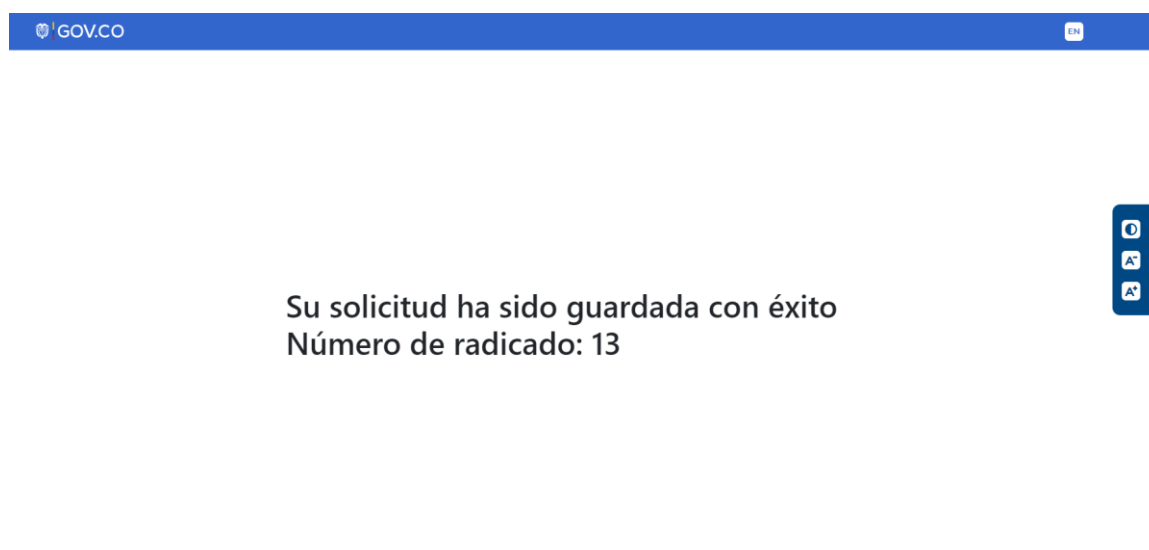 GOV.CO
EN
A-
A+
Su solicitud ha sido guardada con éxito
Número de radicado: 13